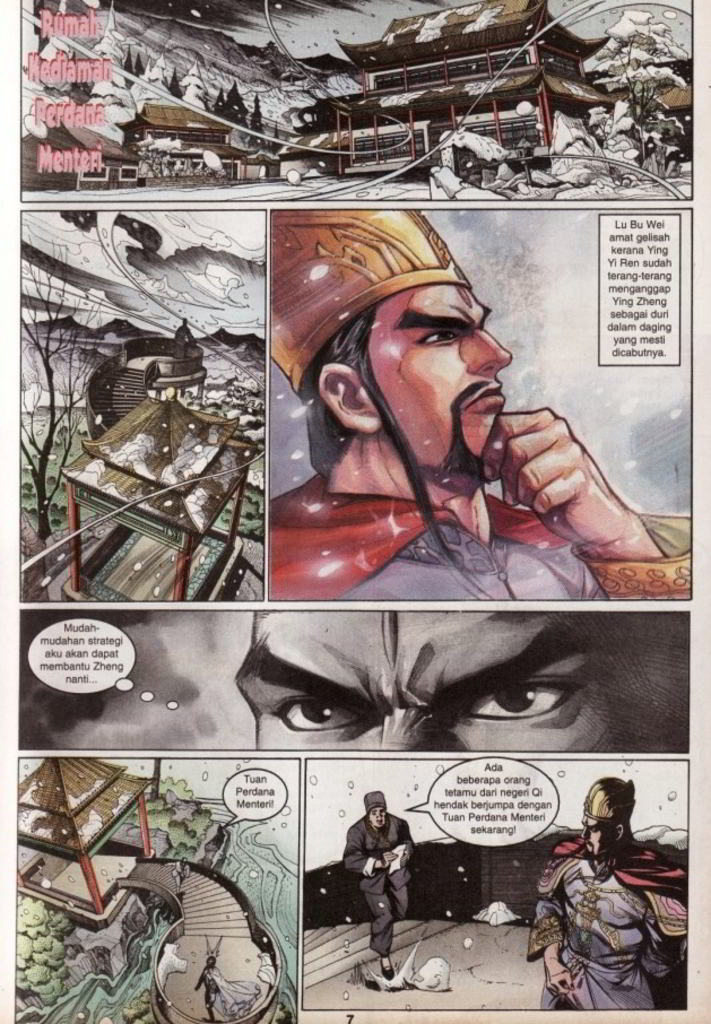 Rumah
Kediaman
Perdana
Menteri
Lu Bu Wei
amat gelisah
kerana Ying
Yi Ren sudah
terang-terang
menganggap
Ying Zheng
sebagai duri
dalam daging
yang mesti
dicabutnya.
Mudah-
mudahan strategi
aku akan dapat
membantu Zheng
nanti...
Tuan
Perdana
Menteri!
Ada
beberapa orang
tetamu dari negeri Qi
hendak berjumpa dengan
Tuan Perdana Menteri
sekarang!
7